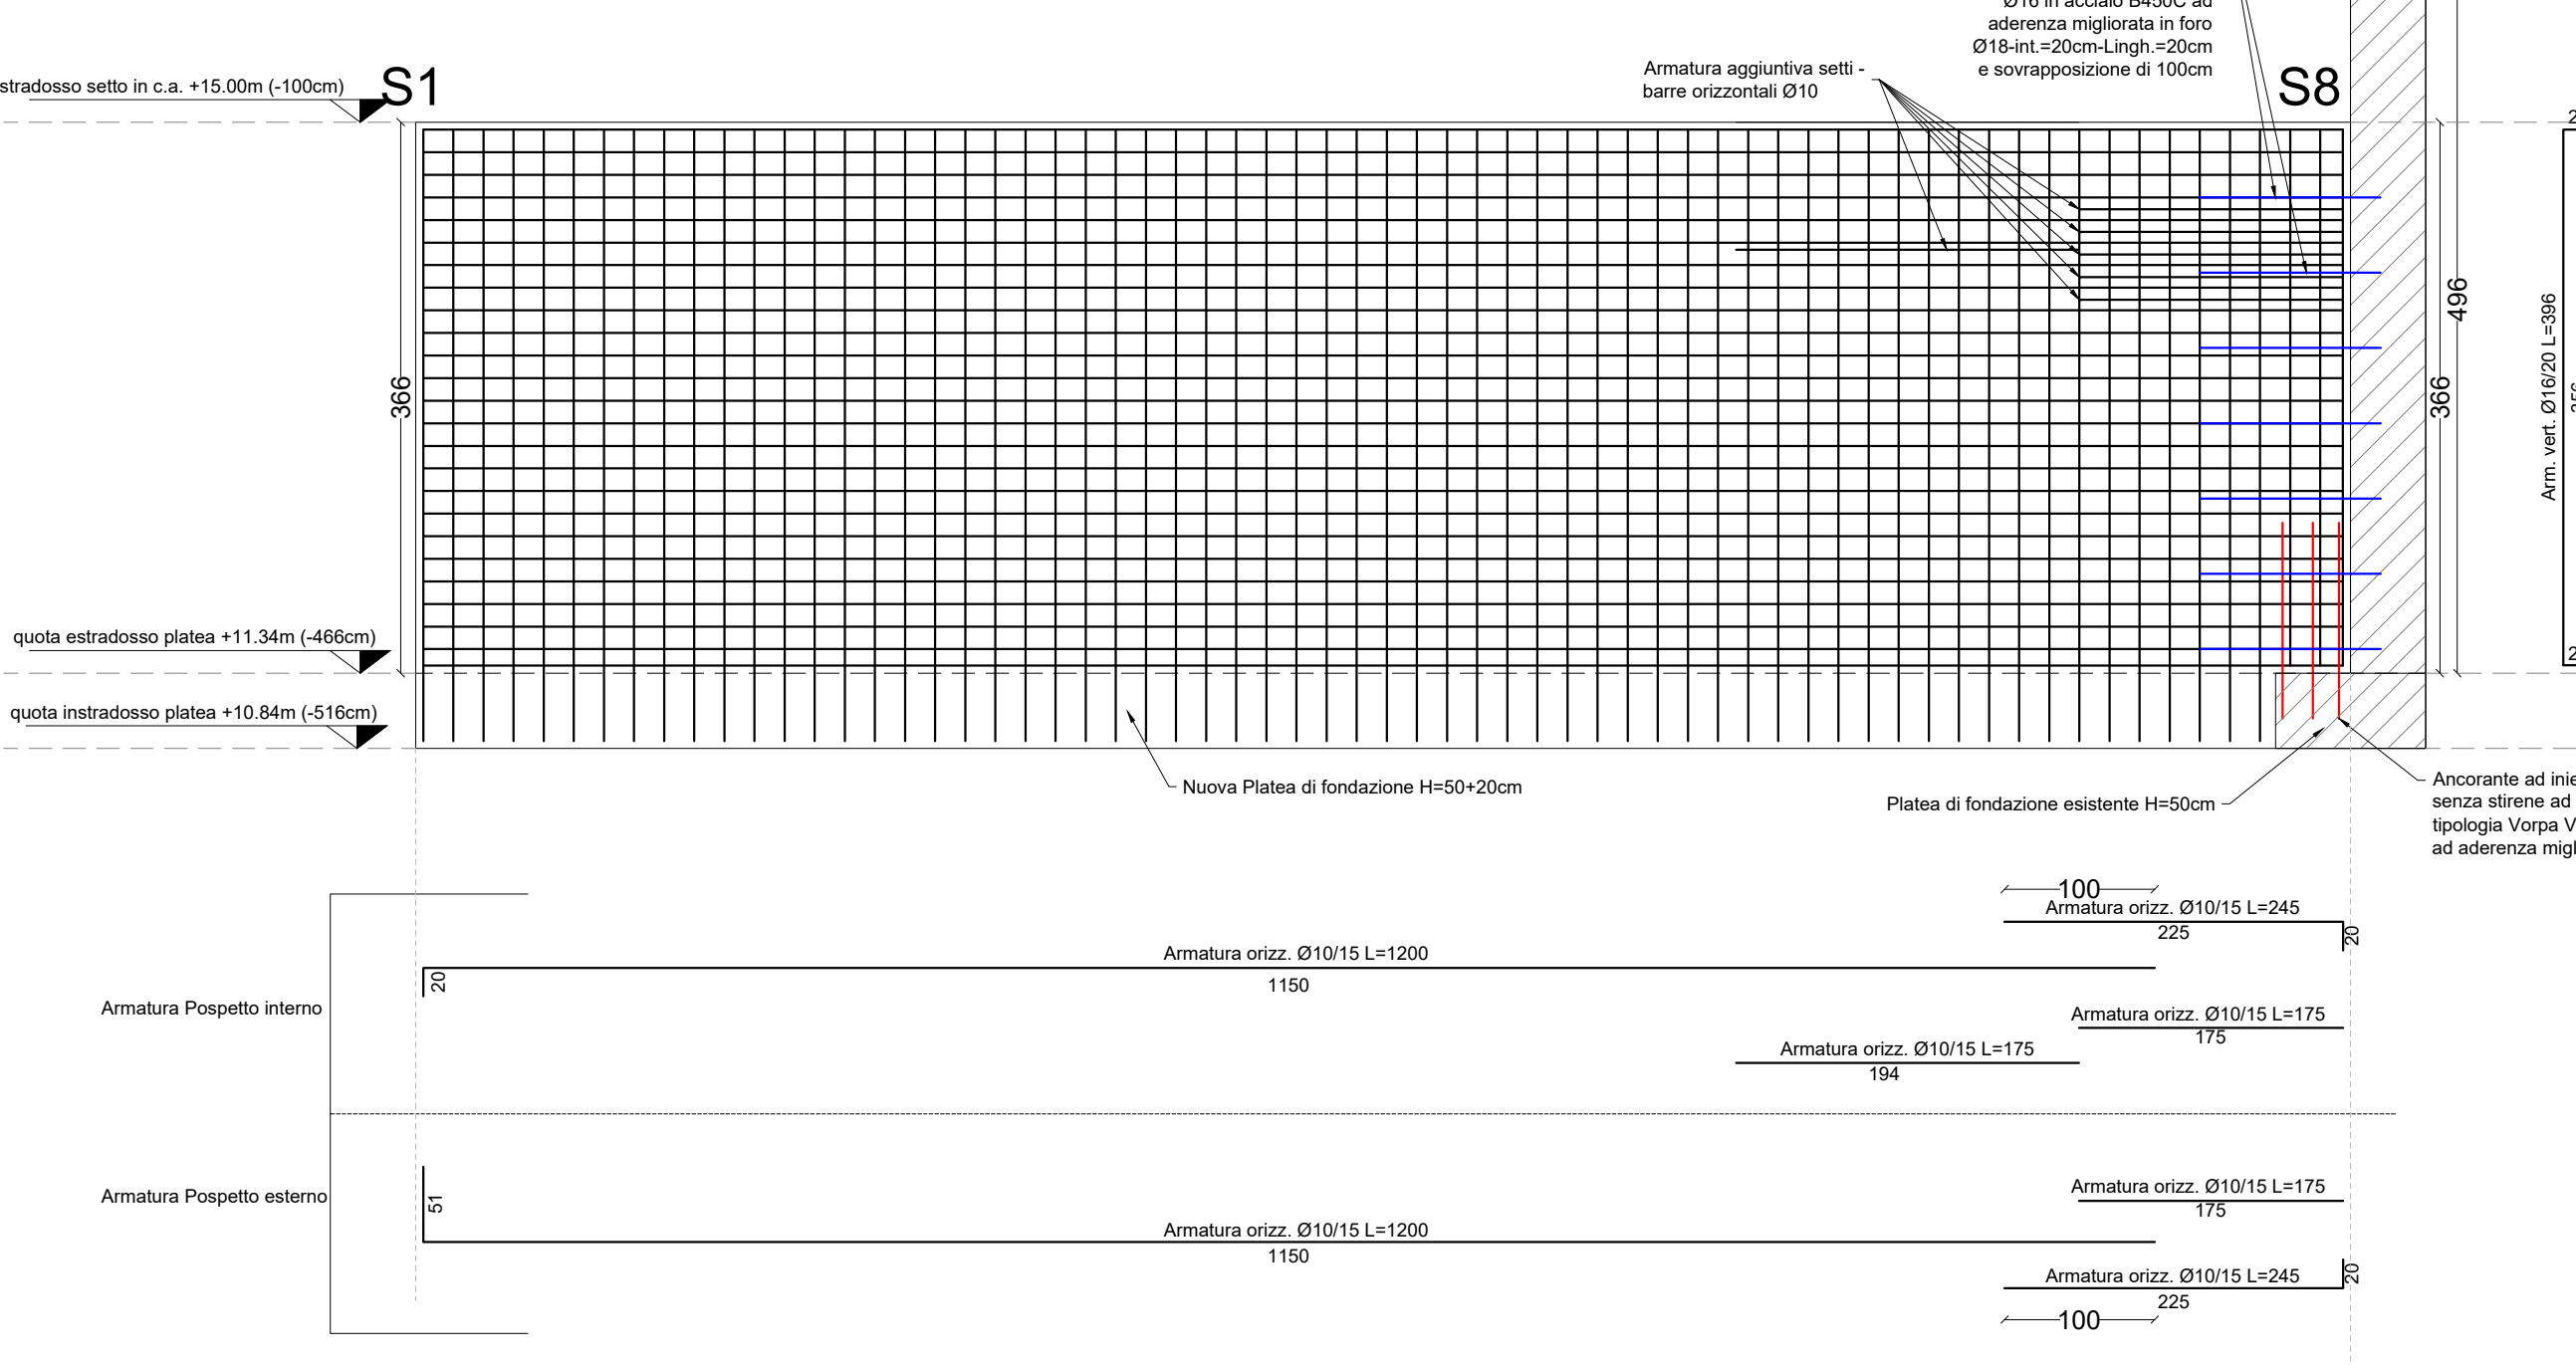 Ø16 in acciaio B450C ad
aderenza migliorata in foro
Ø18-int.=20cm-Lingh.=20cm
e sovrapposizione di 100cm
Armatura aggiuntiva setti -
barre orizzontali Ø10
stradosso setto in c.a. +15.00m (-100cm)
S1
S8
366
496
366
Arm. vert. Ø16/20 L=396
quota estradosso platea +11.34m (-466cm)
quota instradosso platea +10.84m (-516cm)
Nuova Platea di fondazione H=50+20cm
Platea di fondazione esistente H=50cm
Ancorante ad inie
senza stirene ad
tipologia Vorpa V
ad aderenza migl
100
Armatura orizz. Ø10/15 L=245
225
20
Armatura orizz. Ø10/15 L=1200
20
1150
Armatura Pospetto interno
Armatura orizz. Ø10/15 L=175
175
Armatura orizz. Ø10/15 L=175
194
Armatura Pospetto esterno
51
Armatura orizz. Ø10/15 L=175
175
Armatura orizz. Ø10/15 L=1200
1150
Armatura orizz. Ø10/15 L=245
20
225
100